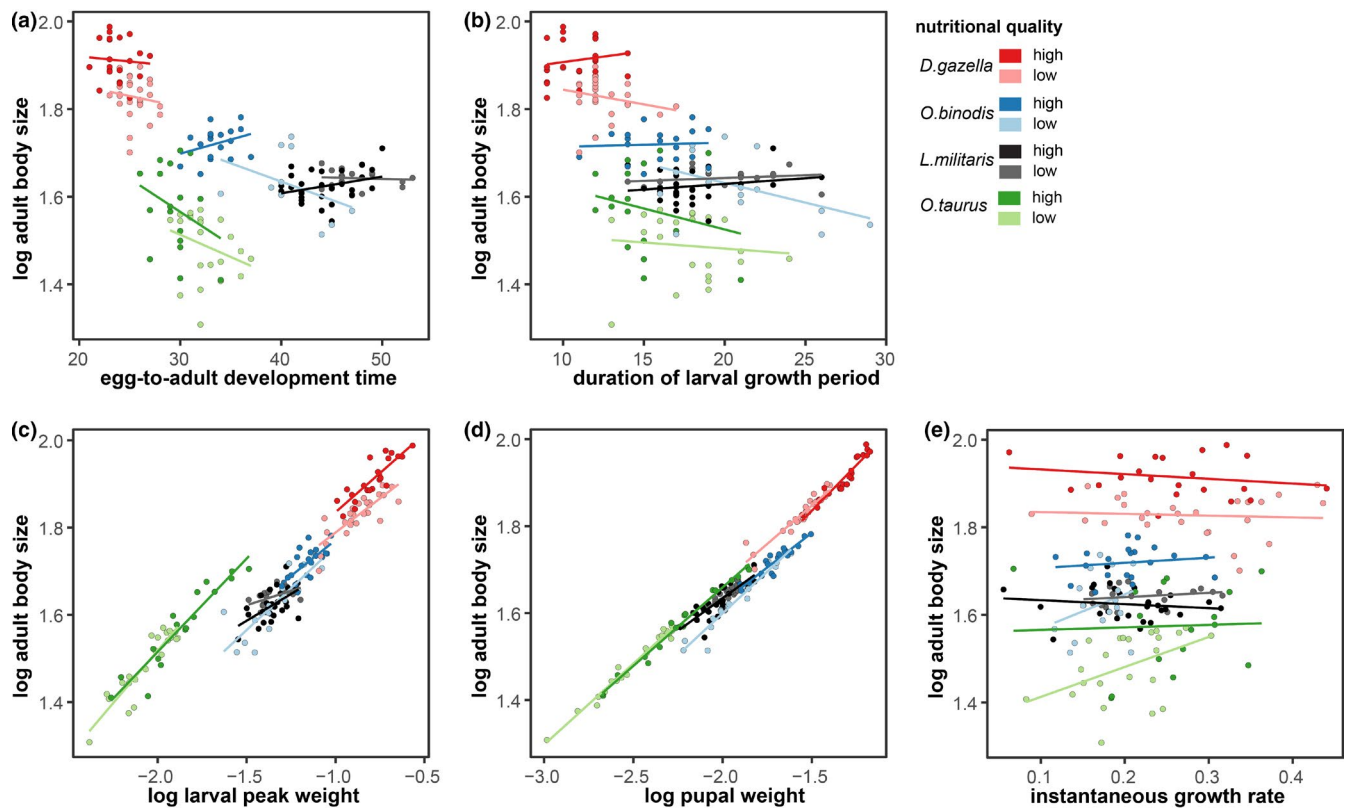 (a)
2.0
1.8
1.6
1.4
log adult body size
20 30 40 50
egg-to-adult development time
(b)
2.0
1.8
1.6
1.4
log adult body size
10 15 20 25 30
duration of larval growth period
nutritional quality
D.gazella high
low
O.binodis high
low
L.militaris high
low
O.taurus high
low
(c)
2.0
1.8
1.6
1.4
log adult body size
−2.0 −1.5 −1.0 −0.5
log larval peak weight
(d)
2.0
1.8
1.6
1.4
log adult body size
−3.0 −2.5 −2.0 −1.5
log pupal weight
(e)
2.0
1.8
1.6
1.4
log adult body size
0.1 0.2 0.3 0.4
instantaneous growth rate